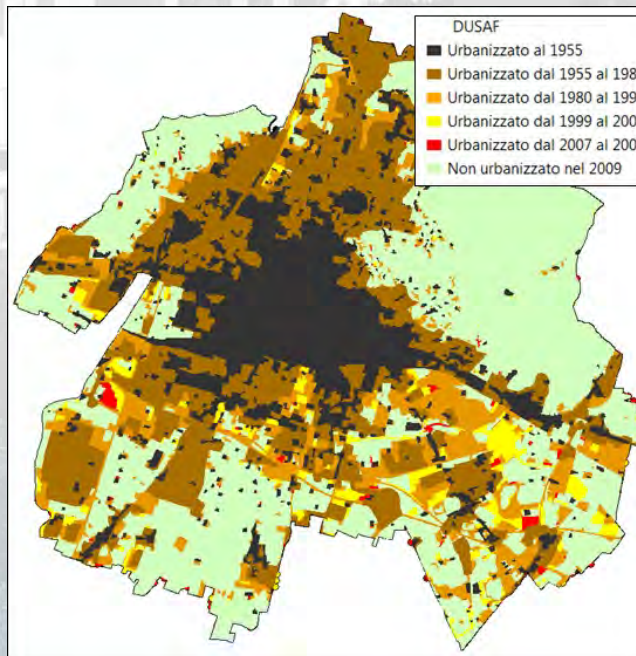 DUSAF
Urbanizzato al 1955
Urbanizzato dal 1955 al 198
Urbanizzato dal 1980 al 199
Urbanizzato dal 1999 al 200
Urbanizzato dal 2007 al 200
Non urbanizzato nel 2009